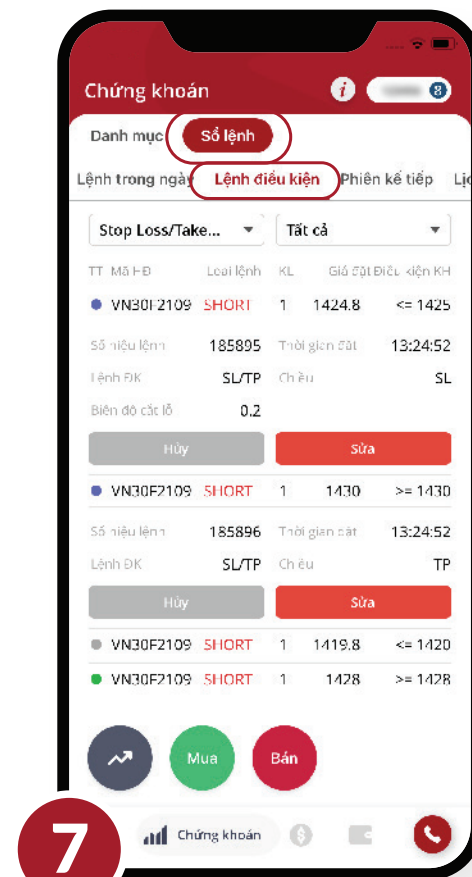 Chứng khoán i 8
Danh mục Sổ lệnh
Lệnh trong ngày Lệnh điều kiện Phiên kế tiếp Lịc
Stop Loss/Take... Tất cả
TT Mã HĐ Loại lệnh KL Giá đặt Điều kiện KH
VN30F2109 SHORT 1 1424.8 <= 1425
Số hiệu lệnh 185895 Thời gian đặt 13:24:52
Lệnh ĐK SL/TP Chiều SL
Biên độ cắt lỗ 0.2
Hủy Sửa
VN30F2109 SHORT 1 1430 >= 1430
Số hiệu lệnh 185896 Thời gian đặt 13:24:52
Lệnh ĐK SL/TP Chiều TP
Hủy Sửa
VN30F2109 SHORT 1 1419.8 <= 1420
VN30F2109 SHORT 1 1428 >= 1428
Mua Bán
7 Chứng khoán